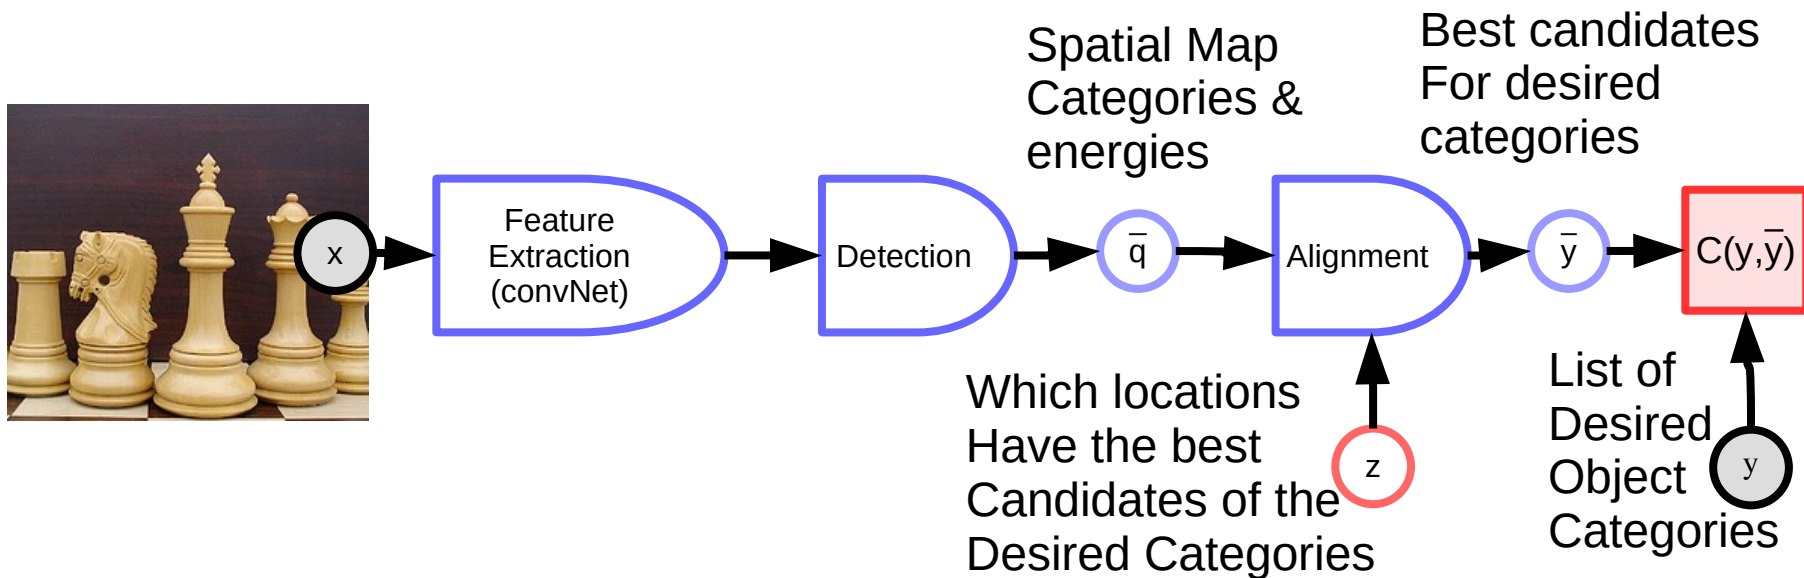 Spatial Map
Categories &
energies
Best candidates
For desired
categories
x
Feature
Extraction
(convNet)
Detection
q̅
Alignment
y̅
C(y,y̅)
Which locations
Have the best
Candidates of the
Desired Categories
z
List of
Desired
Object
Categories
y